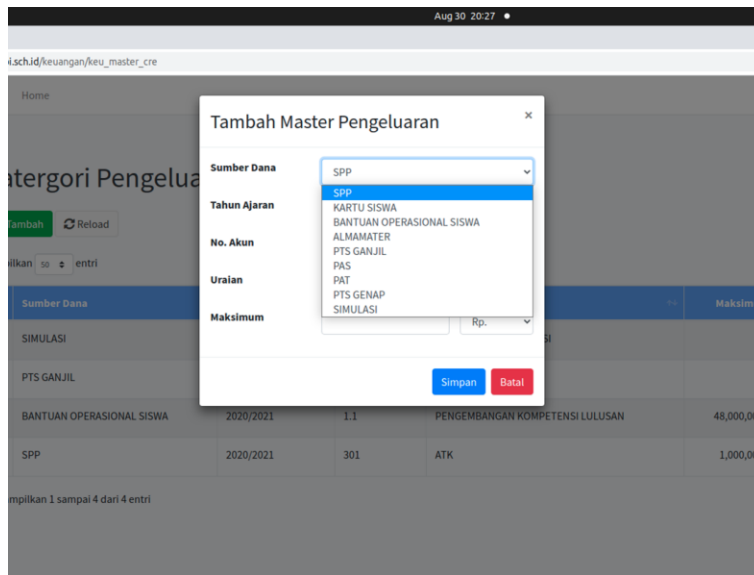 Aug 30 20:27
i.sch.id/keuangan/keu_master_cre
Home
Tambah Master Pengeluaran
×
atergori Pengelua
Tambah Reload
ilkan 50 entri
Sumber Dana
SPP
SPP
KARTU SISWA
BANTUAN OPERASIONAL SISWA
ALMAMATER
PTS GANJIL
PAS
PAT
PTS GENAP
SIMULASI
Tahun Ajaran
No. Akun
Uraian
Maksimum
Rp.
Simpan Batal
Sumber Dana Maksim
SIMULASI SI
PTS GANJIL
BANTUAN OPERASIONAL SISWA 2020/2021 1.1 PENGEMBANGAN KOMPETENSI LULUSAN 48,000,00
SPP 2020/2021 301 ATK 1,000,00
mpilkan 1 sampai 4 dari 4 entri